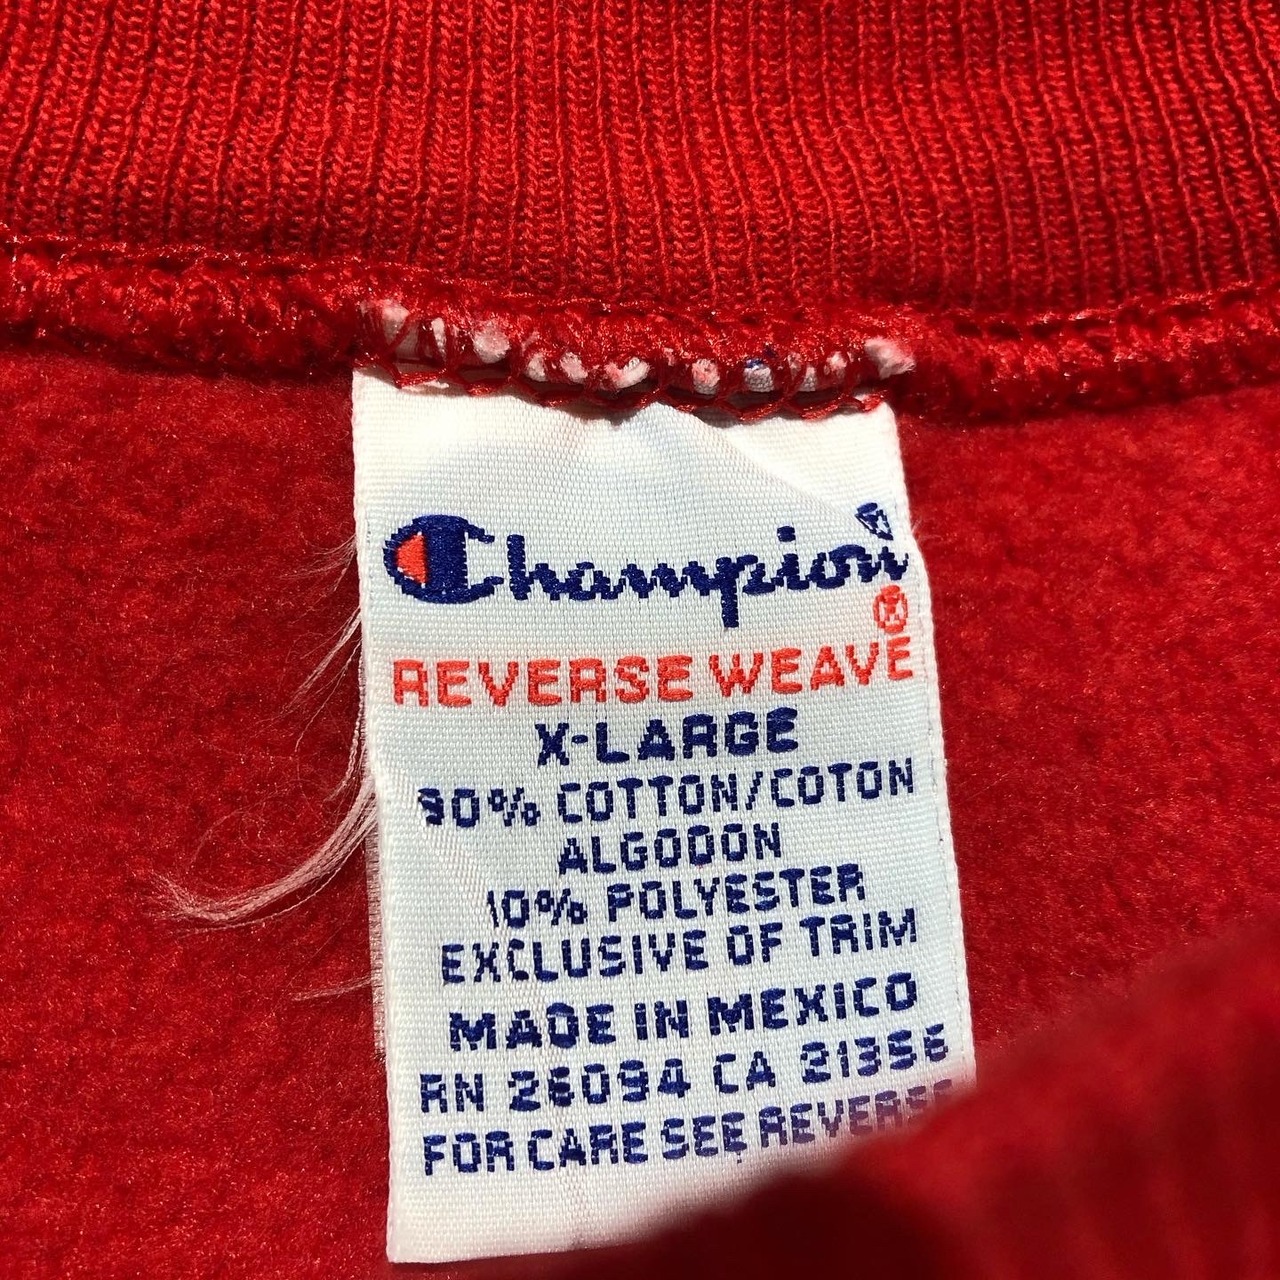 Champion®
REVERSE WEAVE®
X-LARGE
90% COTTON/COTON
ALGODON
10% POLYESTER
EXCLUSIVE OF TRIM
MADE IN MEXICO
RN 26094 CA 21356
FOR CARE SEE REVERSE